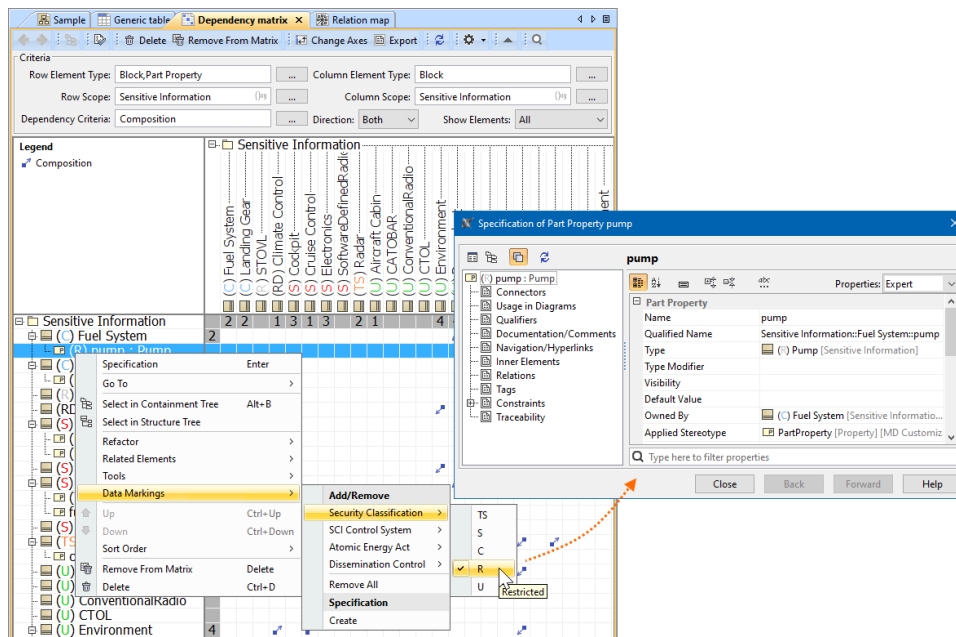 Sample
Generic table
Dependency matrix
Relation map
Delete
Remove From Matrix
Change Axes
Export
Criteria
Row Element Type: Block,Part Property ...
Column Element Type: Block ...
Row Scope: Sensitive Information ...
Column Scope: Sensitive Information ...
Dependency Criteria: Composition ...
Direction: Both
Show Elements: All
Legend
Composition
Sensitive Information
(C) Fuel System
(C) Landing Gear
(R) STOVL
(RD) Climate Control
(S) Cockpit
(S) Cruise Control
(S) Electronics
(S) SoftwareDefinedRadio
(TS) Radar
(U) Aircraft Cabin
(U) CATOBAR
(U) ConventionalRadio
(U) CTOL
(U) Environment
Sensitive Information
2 2 1 3 1 3 2 1 4
(C) Fuel System 2
(R) pump : Pump
(C)
(R)
(RD
(S)
(S)
(S)
(S)
(TS
(U)
(U)
(U) ConventionalRadio
(U) CTOL
(U) Environment 4
Specification Enter
Go To
Select in Containment Tree Alt+B
Select in Structure Tree
Refactor
Related Elements
Tools
Data Markings
Up Ctrl+Up
Down Ctrl+Down
Sort Order
Remove From Matrix Delete
Delete Ctrl+D
Add/Remove
Security Classification
SCI Control System
Atomic Energy Act
Dissemination Control
Remove All
Specification
Create
TS
S
C
R
U
Restricted
Specification of Part Property pump
(R) pump : Pump
Connectors
Usage in Diagrams
Qualifiers
Documentation/Comments
Navigation/Hyperlinks
Inner Elements
Relations
Tags
Constraints
Traceability
pump
Properties: Expert
Part Property
Name pump
Qualified Name Sensitive Information::Fuel System::pump
Type (R) Pump [Sensitive Information]
Type Modifier
Visibility
Default Value
Owned By (C) Fuel System [Sensitive Informatio...
Applied Stereotype PartProperty [Property] [MD Customiz
Type here to filter properties
Close
Back
Forward
Help